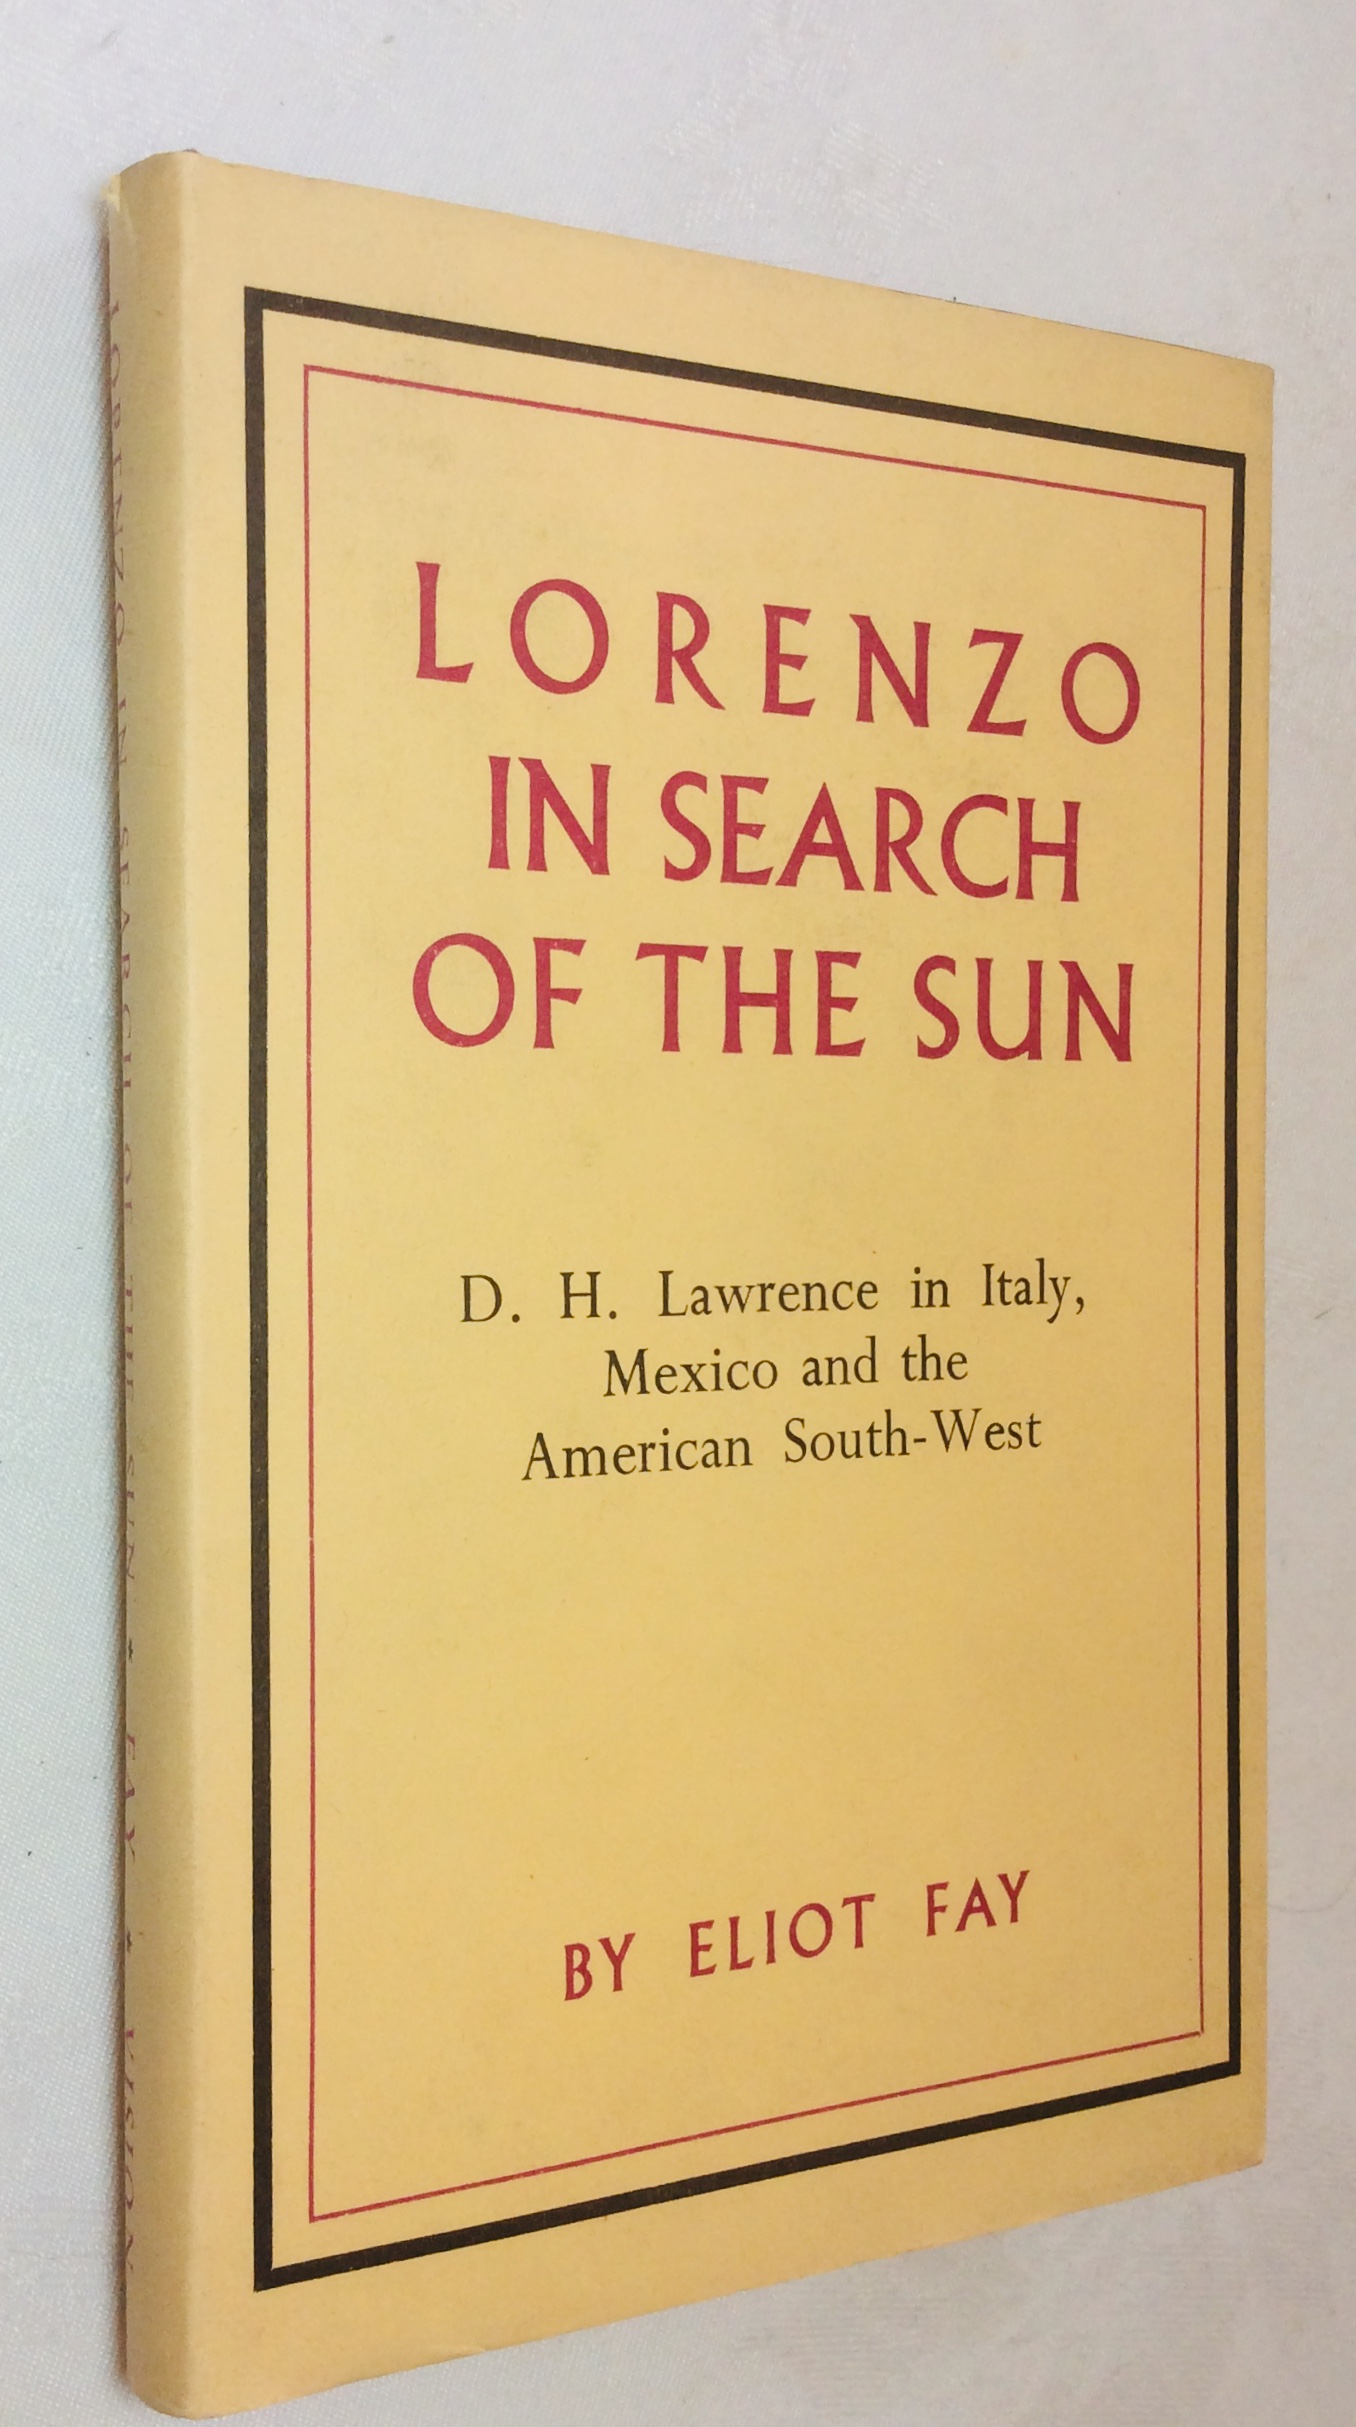 LORENZO
IN SEARCH
OF THE SUN
D. H. Lawrence in Italy,
Mexico and the
American South-West
BY ELIOT FAY
LORENZO IN SEARCH OF THE SUN * FAY * VISION